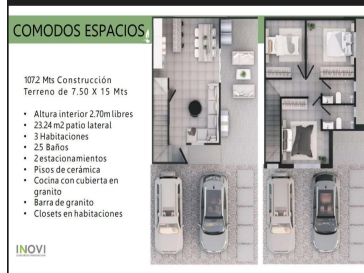 COMODOS ESPACIOS
107.2 Mts Construcción
Terreno de 7.50 X 15 Mts
• Altura interior 2.70m libres
• 23.24 m2 patio lateral
• 3 Habitaciones
• 2.5 Baños
• 2 estacionamientos
• Pisos de cerámica
• Cocina con cubierta en
granito
• Barra de granito
• Closets en habitaciones
INOVI